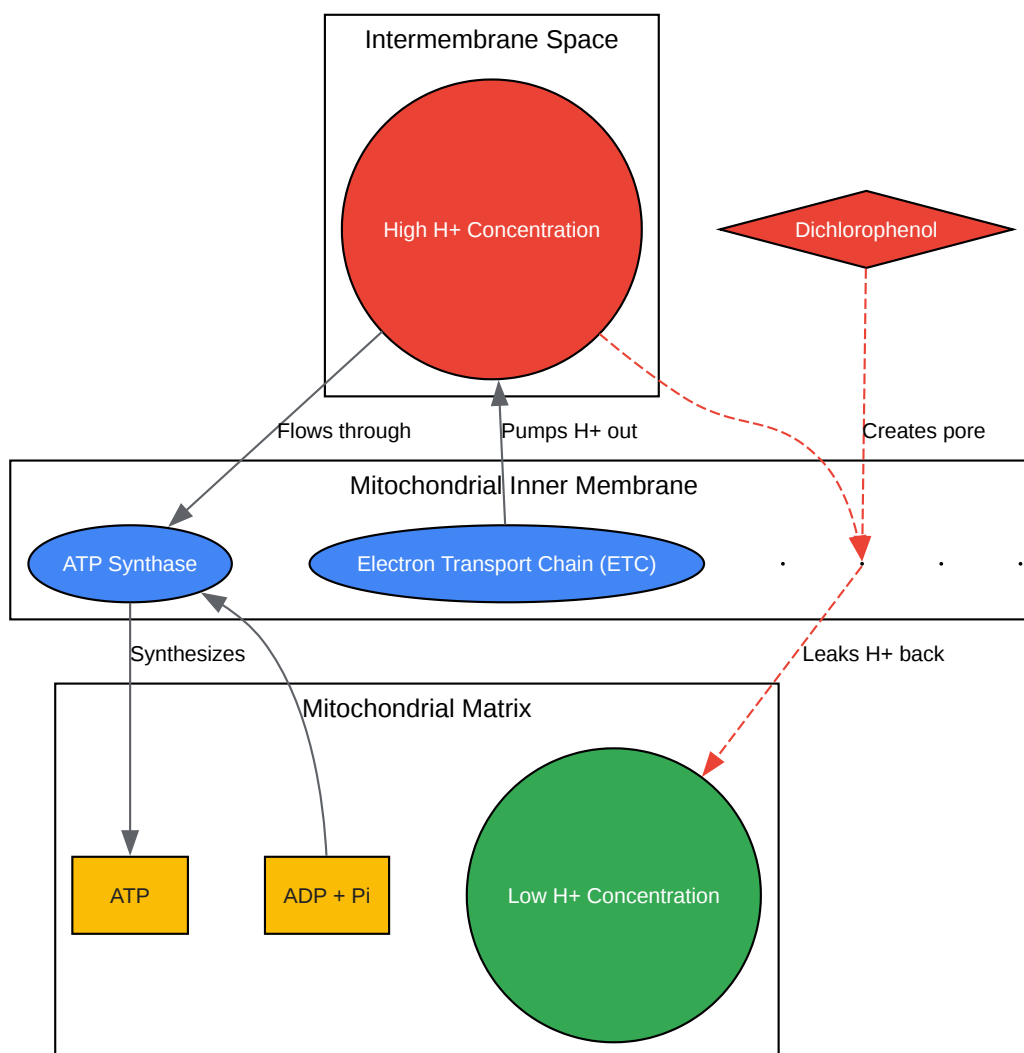 Intermembrane Space
High H+ Concentration
Dichlorophenol
Flows through
Pumps H+ out
Creates pore
Mitochondrial Inner Membrane
ATP Synthase
Electron Transport Chain (ETC)
Synthesizes
Leaks H+ back
Mitochondrial Matrix
ATP
ADP + Pi
Low H+ Concentration